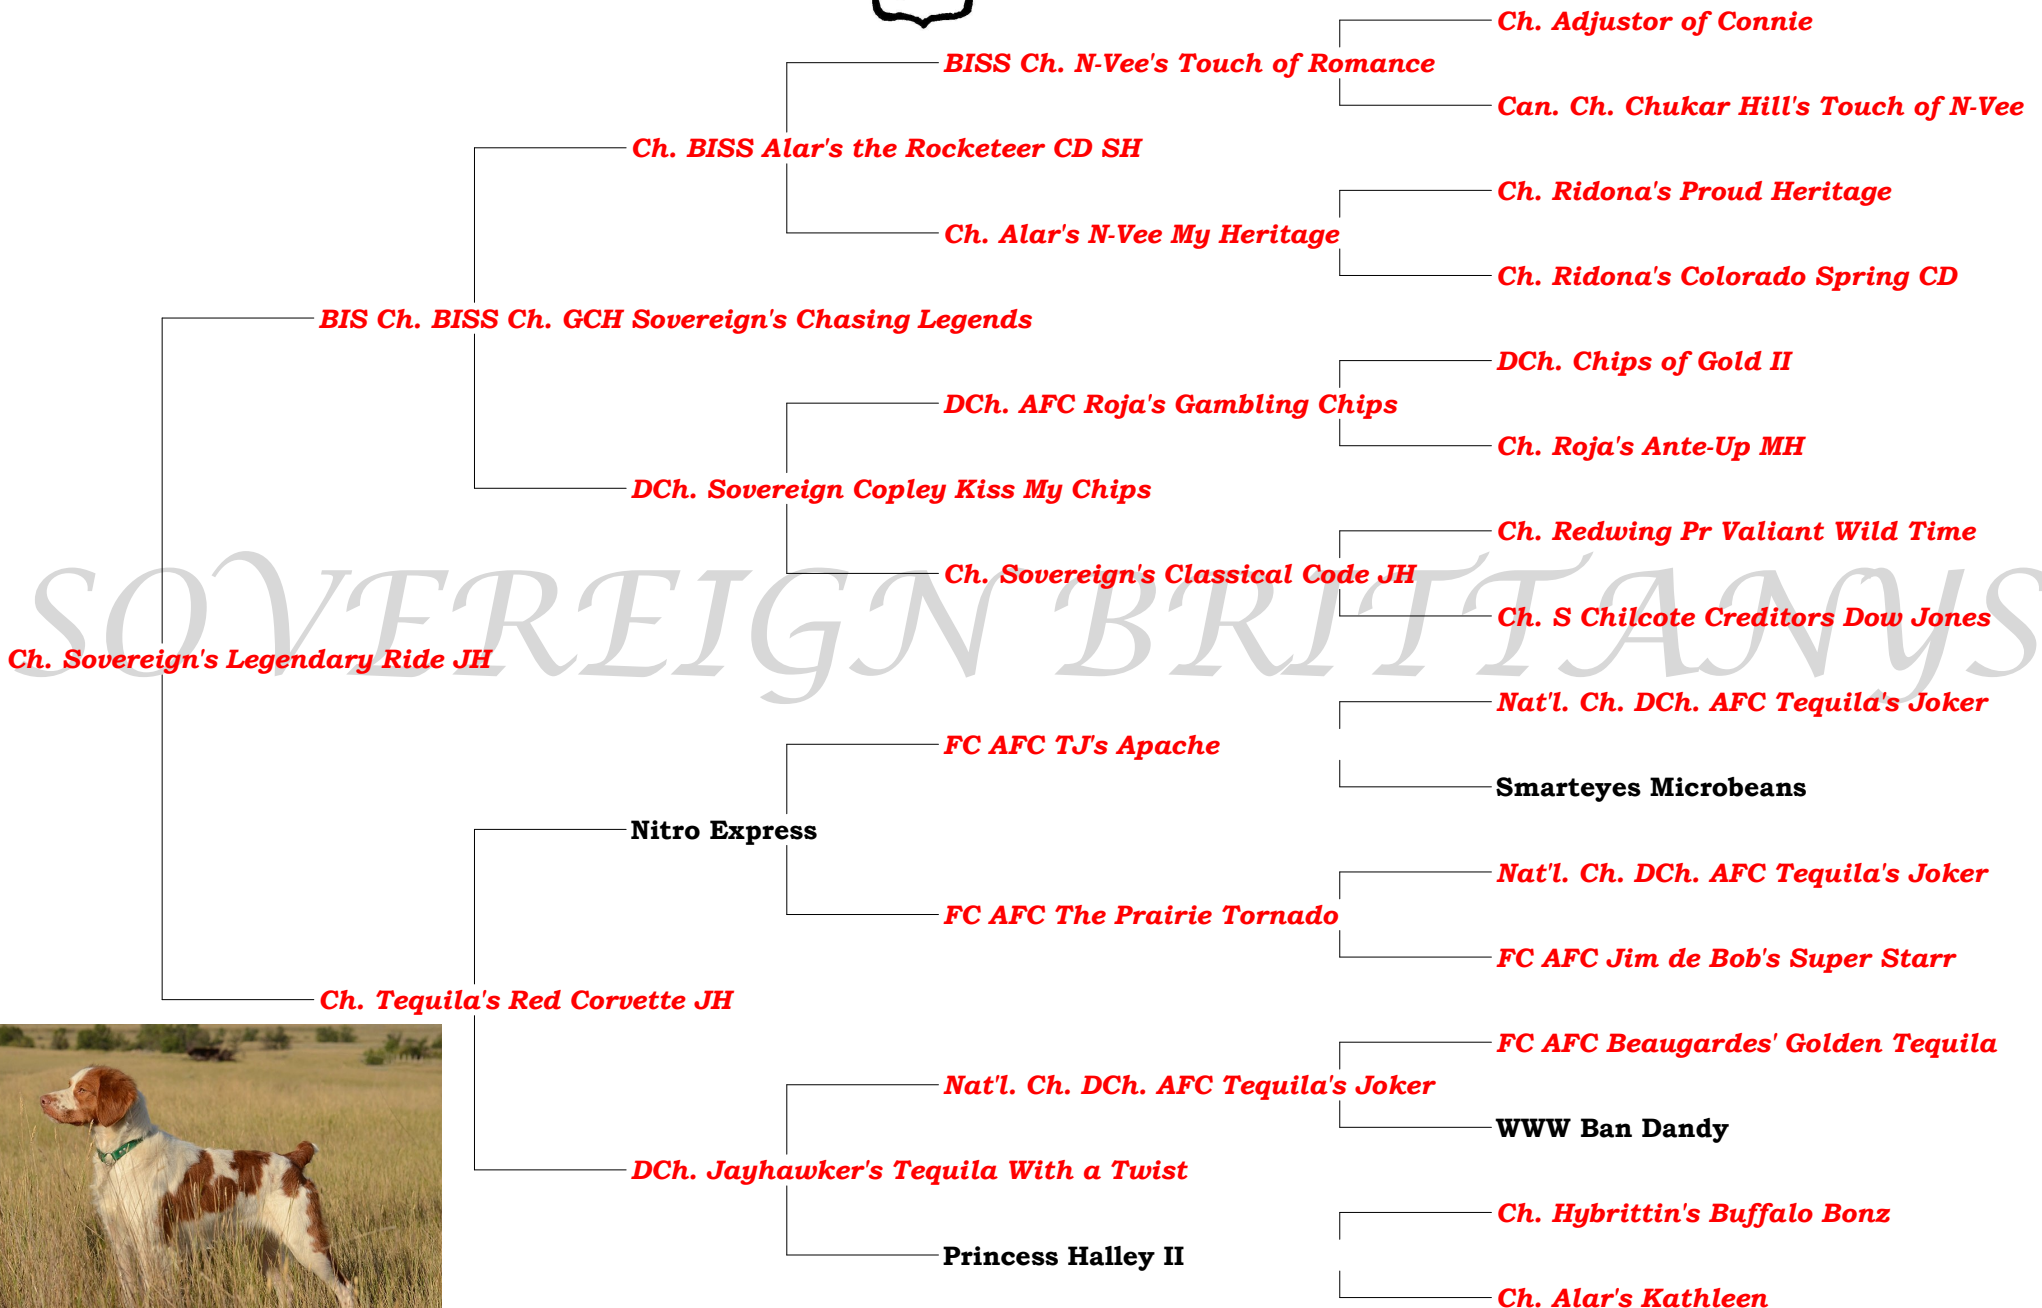 Ch. Adjustor of Connie
BISS Ch. N-Vee's Touch of Romance
Can. Ch. Chukar Hill's Touch of N-Vee
Ch. BISS Alar's the Rocketeer CD SH
Ch. Ridona's Proud Heritage
Ch. Alar's N-Vee My Heritage
Ch. Ridona's Colorado Spring CD
BIS Ch. BISS Ch. GCH Sovereign's Chasing Legends
DCh. Chips of Gold II
DCh. AFC Roja's Gambling Chips
Ch. Roja's Ante-Up MH
DCh. Sovereign Copley Kiss My Chips
Ch. Redwing Pr Valiant Wild Time
Ch. Sovereign's Classical Code JH
Ch. S Chilcote Creditors Dow Jones
SOVEREIGN BRITTANYS
Ch. Sovereign's Legendary Ride JH
Nat'l. Ch. DCh. AFC Tequila's Joker
FC AFC TJ's Apache
Smarteyes Microbeans
Nitro Express
Nat'l. Ch. DCh. AFC Tequila's Joker
FC AFC The Prairie Tornado
FC AFC Jim de Bob's Super Starr
Ch. Tequila's Red Corvette JH
FC AFC Beaugardes' Golden Tequila
Nat'l. Ch. DCh. AFC Tequila's Joker
WWW Ban Dandy
DCh. Jayhawker's Tequila With a Twist
Ch. Hybrittin's Buffalo Bonz
Princess Halley II
Ch. Alar's Kathleen